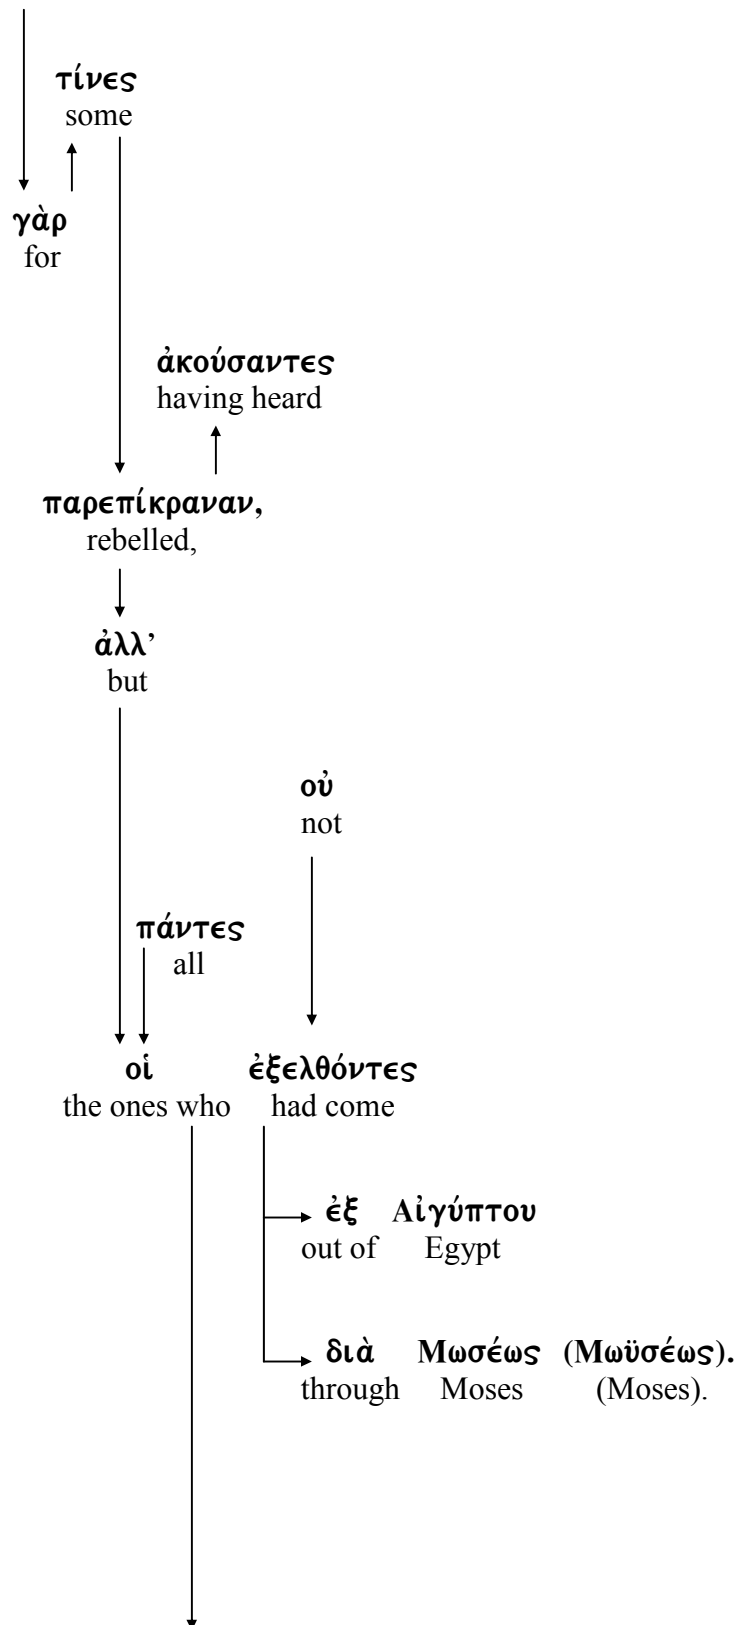 τίνες
some
γὰρ
for
ἀκούσαντες
having heard
παρεπίκραναν,
rebelled,
ἀλλ’
but
οὐ
not
πάντες
all
οἱ ἐξελθόντες
the ones who had come
ἐξ Αἰγύπτου
out of Egypt
διὰ Μωσέως (Μωϋσέως).
through Moses (Moses).